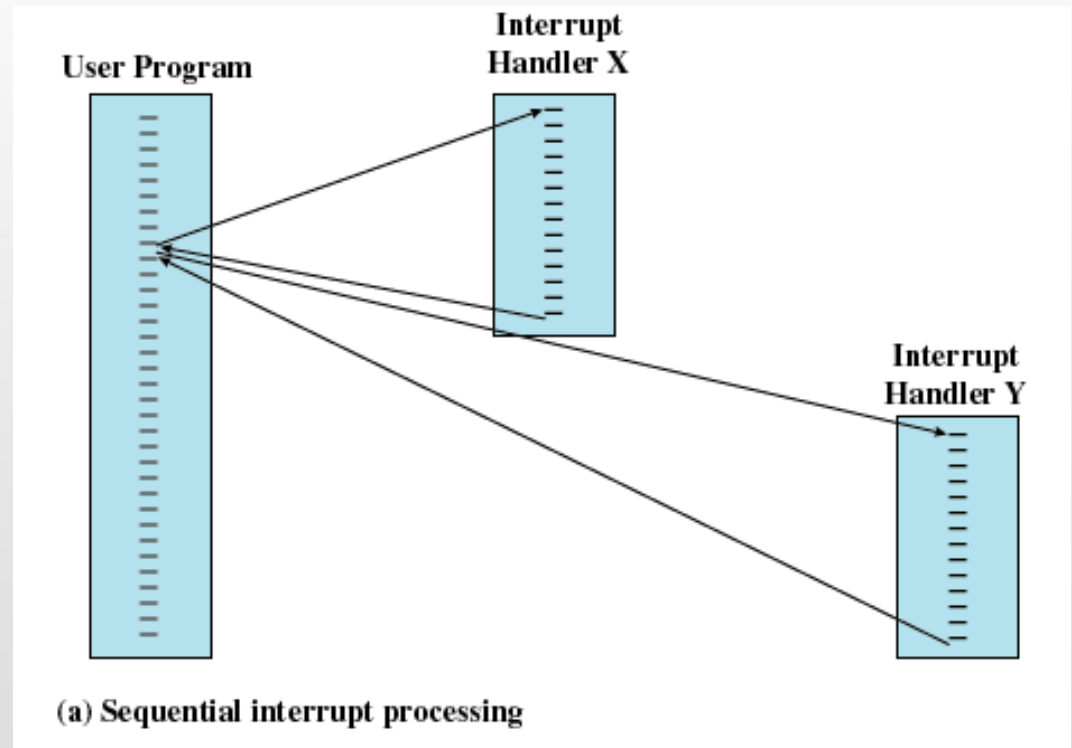 User Program
Interrupt
Handler X
Interrupt
Handler Y
(a) Sequential interrupt processing